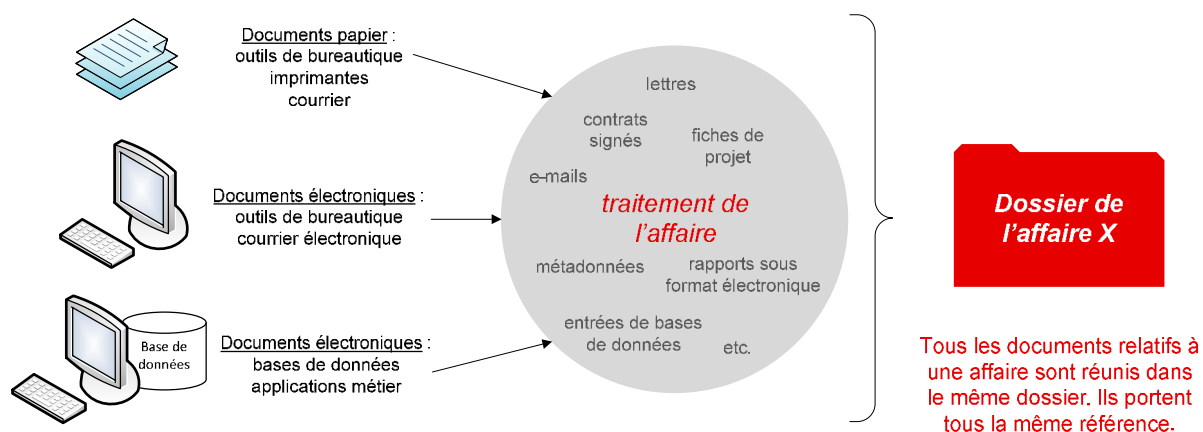 Documents papier :
outils de bureautique
imprimantes
courrier
Documents électroniques :
outils de bureautique
courrier électronique
Base de
données
Documents électroniques :
bases de données
applications métier
lettres
contrats
signés
fiches de
projet
e-mails
traitement de
l’affaire
métadonnées
rapports sous
format électronique
entrées de bases
de données
etc.
Dossier de
l’affaire X
Tous les documents relatifs à
une affaire sont réunis dans
le même dossier. Ils portent
tous la même référence.